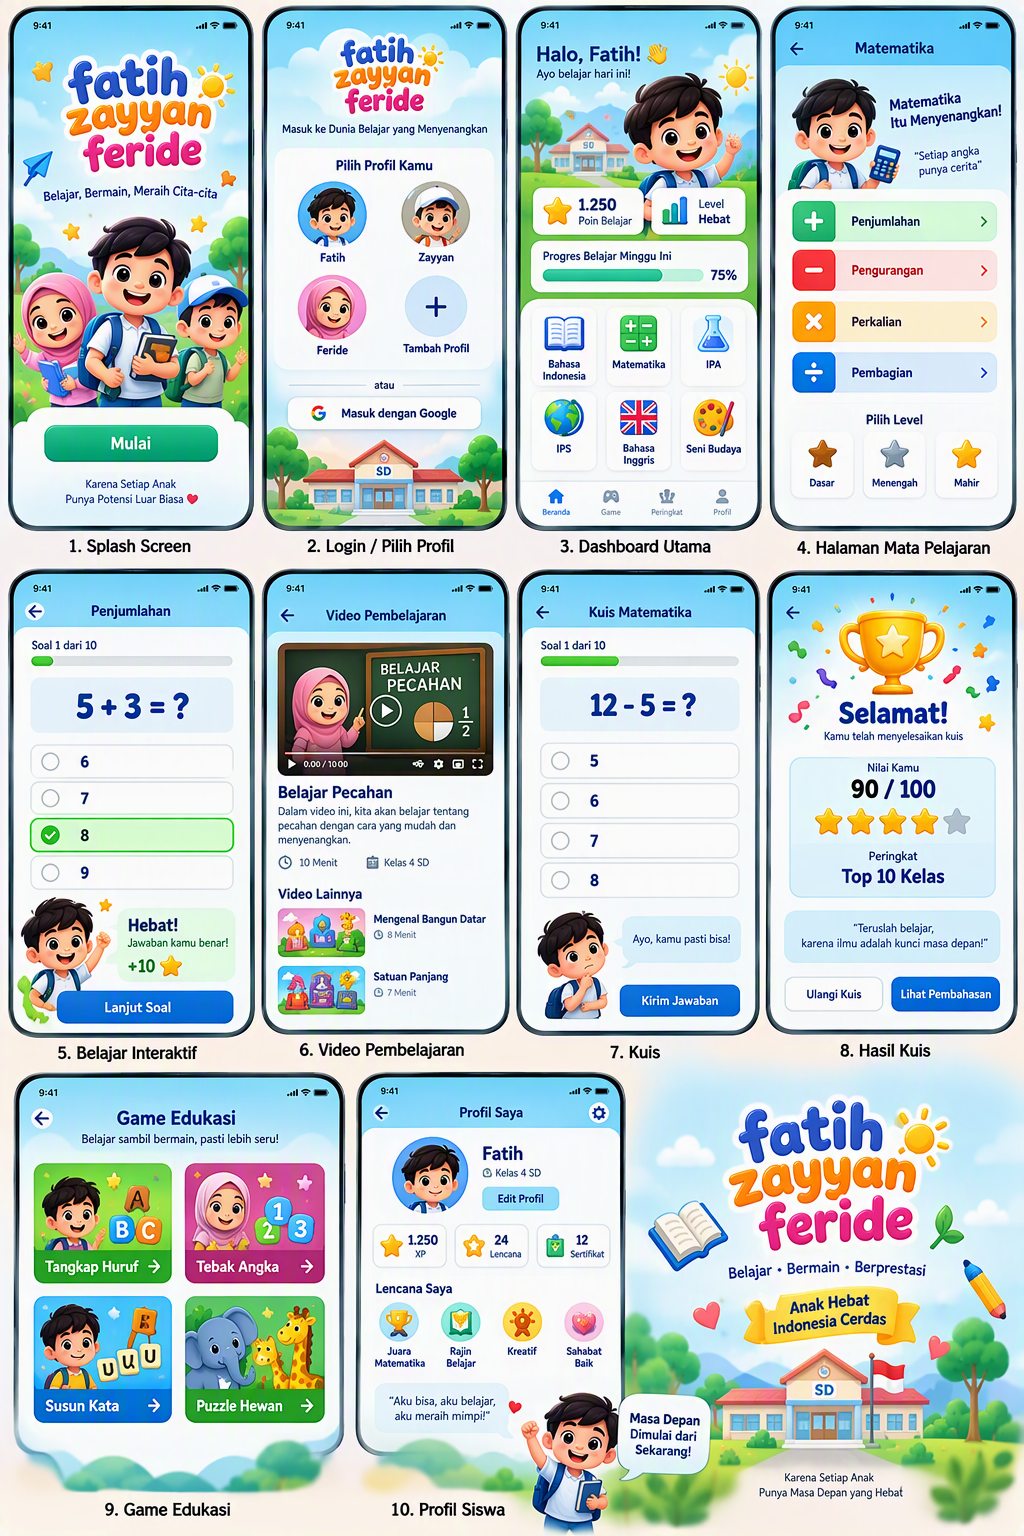 9:41
fatih
zayyan
feride
Belajar, Bermain, Meraih Cita-cita
Mulai
Karena Setiap Anak
Punya Potensi Luar Biasa
1. Splash Screen
9:41
fatih
zayyan
feride
Masuk ke Dunia Belajar yang Menyenangkan
Pilih Profil Kamu
Fatih
Zayyan
Feride
Tambah Profil
atau
Masuk dengan Google
SD
2. Login / Pilih Profil
9:41
Halo, Fatih!
Ayo belajar hari ini!
SD
1.250
Poin Belajar
Level
Hebat
Progres Belajar Minggu Ini
75%
Bahasa
Indonesia
Matematika
IPA
IPS
Bahasa
Inggris
Seni Budaya
Beranda
Game
Peringkat
Profil
3. Dashboard Utama
9:41
Matematika
Matematika
Itu Menyenangkan!
"Setiap angka
punya cerita"
Penjumlahan
Pengurangan
Perkalian
Pembagian
Pilih Level
Dasar
Menengah
Mahir
4. Halaman Mata Pelajaran
9:41
Penjumlahan
Soal 1 dari 10
5 + 3 = ?
6
7
8
9
Hebat!
Jawaban kamu benar!
+10
Lanjut Soal
5. Belajar Interaktif
9:41
Video Pembelajaran
BELAJAR
PECAHAN
1/2
0.00 / 10 00
Belajar Pecahan
Dalam video ini, kita akan belajar tentang
pecahan dengan cara yang mudah dan
menyenangkan.
10 Menit
Kelas 4 SD
Video Lainnya
Mengenal Bangun Datar
8 Menit
Satuan Panjang
7 Menit
6. Video Pembelajaran
9:41
Kuis Matematika
Soal 1 dari 10
12 - 5 = ?
5
6
7
8
Ayo, kamu pasti bisa!
Kirim Jawaban
7. Kuis
9:41
Selamat!
Kamu telah menyelesaikan kuis
Nilai Kamu
90 / 100
Peringkat
Top 10 Kelas
"Teruslah belajar,
karena ilmu adalah kunci masa depan!"
Ulangi Kuis
Lihat Pembahasan
8. Hasil Kuis
9:41
Game Edukasi
Belajar sambil bermain, pasti lebih seru!
A
B C
Tangkap Huruf
1
2 3
Tebak Angka
U U U
Susun Kata
Puzzle Hewan
9. Game Edukasi
9:41
Profil Saya
Fatih
Kelas 4 SD
Edit Profil
1.250
XP
24
Lencana
12
Sertifikat
Lencana Saya
Juara
Matematika
Rajin
Belajar
Kreatif
Sahabat
Baik
"Aku bisa, aku belajar,
aku meraih mimpi!"
10. Profil Siswa
fatih
zayyan
feride
Belajar • Bermain • Berprestasi
Anak Hebat
Indonesia Cerdas
SD
Masa Depan
Dimulai dari
Sekarang!
Karena Setiap Anak
Punya Masa Depan yang Hebat